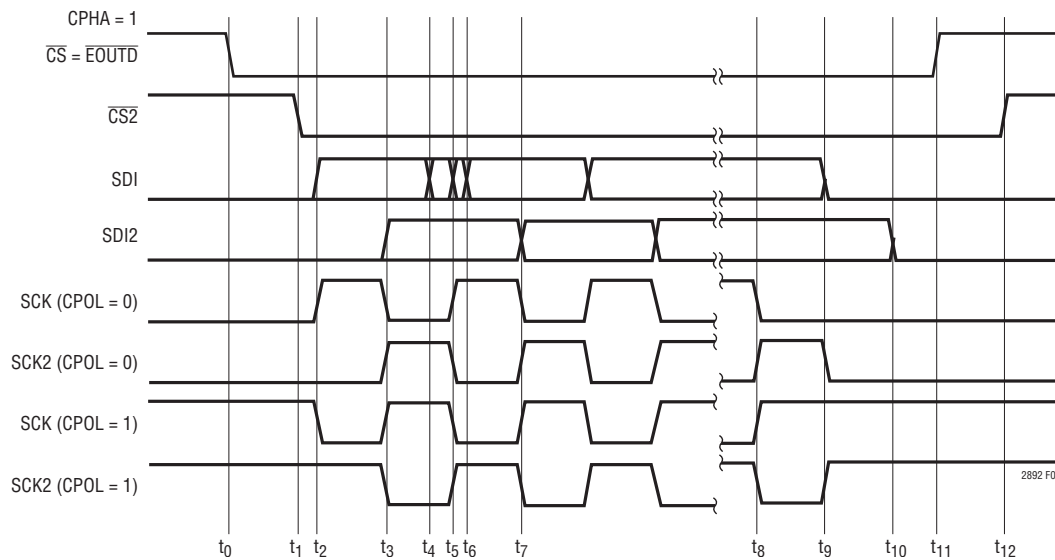 CPHA = 1
CS = EOUTD
CS2
SDI
SDI2
SCK (CPOL = 0)
SCK2 (CPOL = 0)
SCK (CPOL = 1)
SCK2 (CPOL = 1)
2892 F0
t0 t1 t2 t3 t4 t5 t6 t7 t8 t9 t10 t11 t12